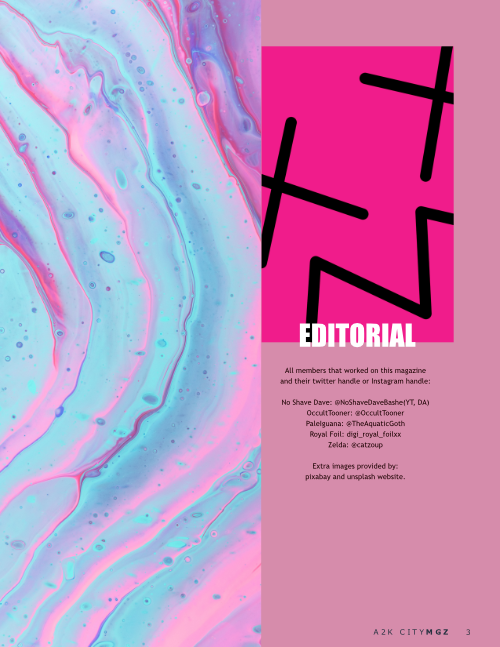 EDITORIAL
All members that worked on this magazine
and their twitter handle or Instagram handle:
No Shave Dave: @NoShaveDaveBashe(YT, DA)
OccultTooner: @OccultTooner
PaleIguana: @TheAquaticGoth
Royal Foil: digi_royal_foilxx
Zelda: @catzoup
Extra images provided by:
pixabay and unsplash website.
A2K CITYMGZ 3